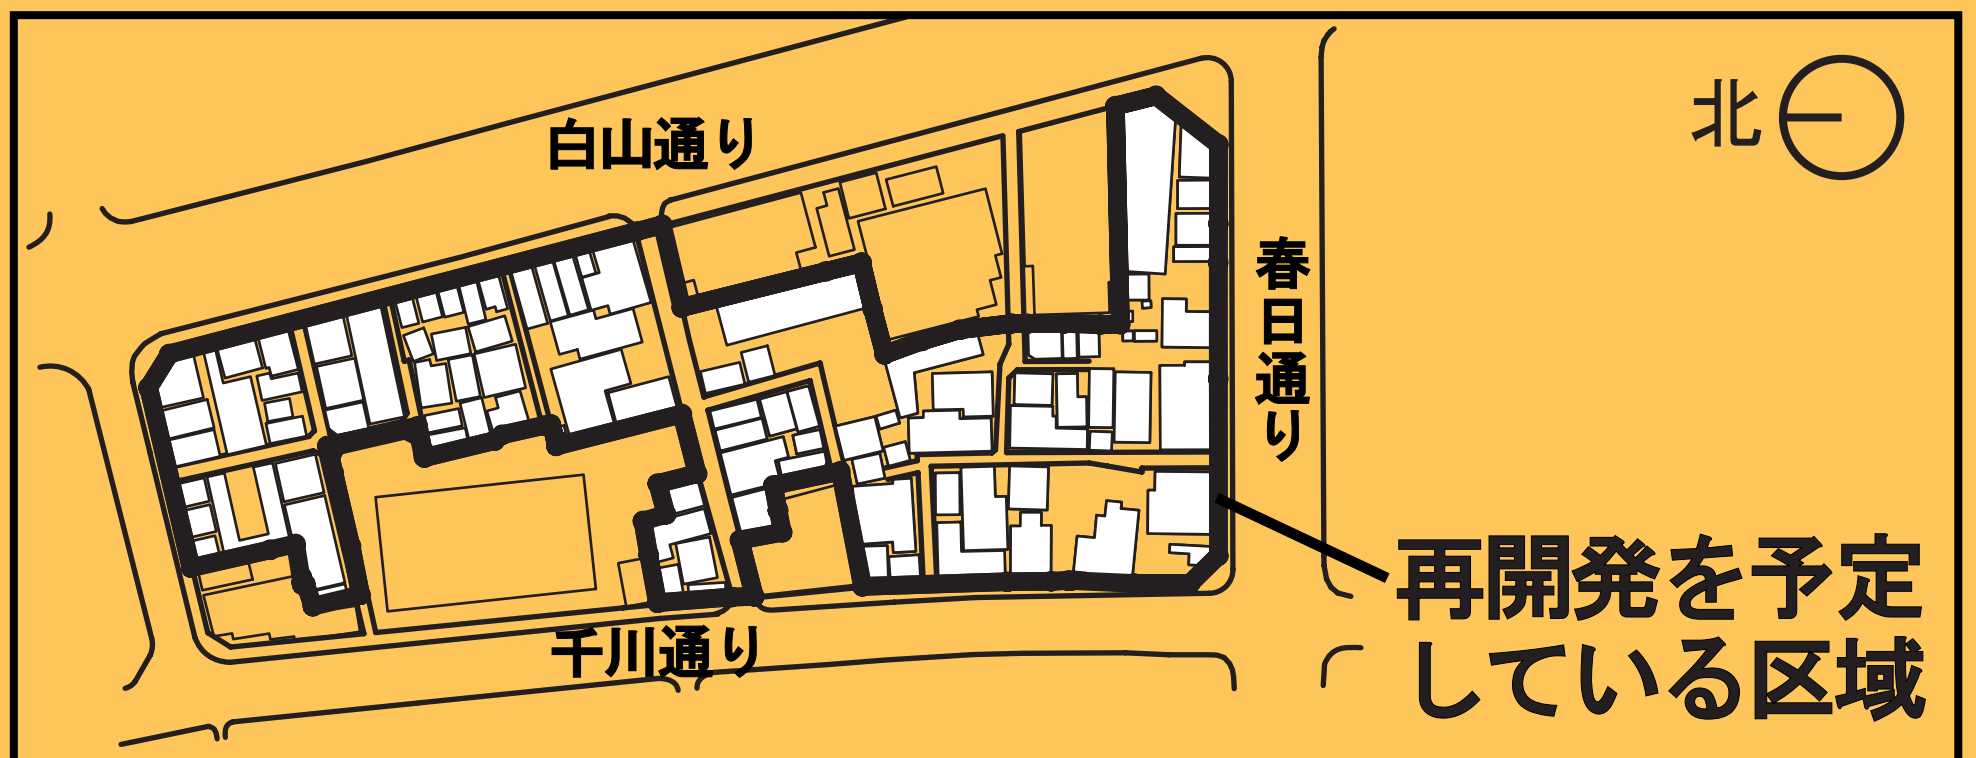 白山通り
北
春日通り
千川通り
再開発を予定
している区域